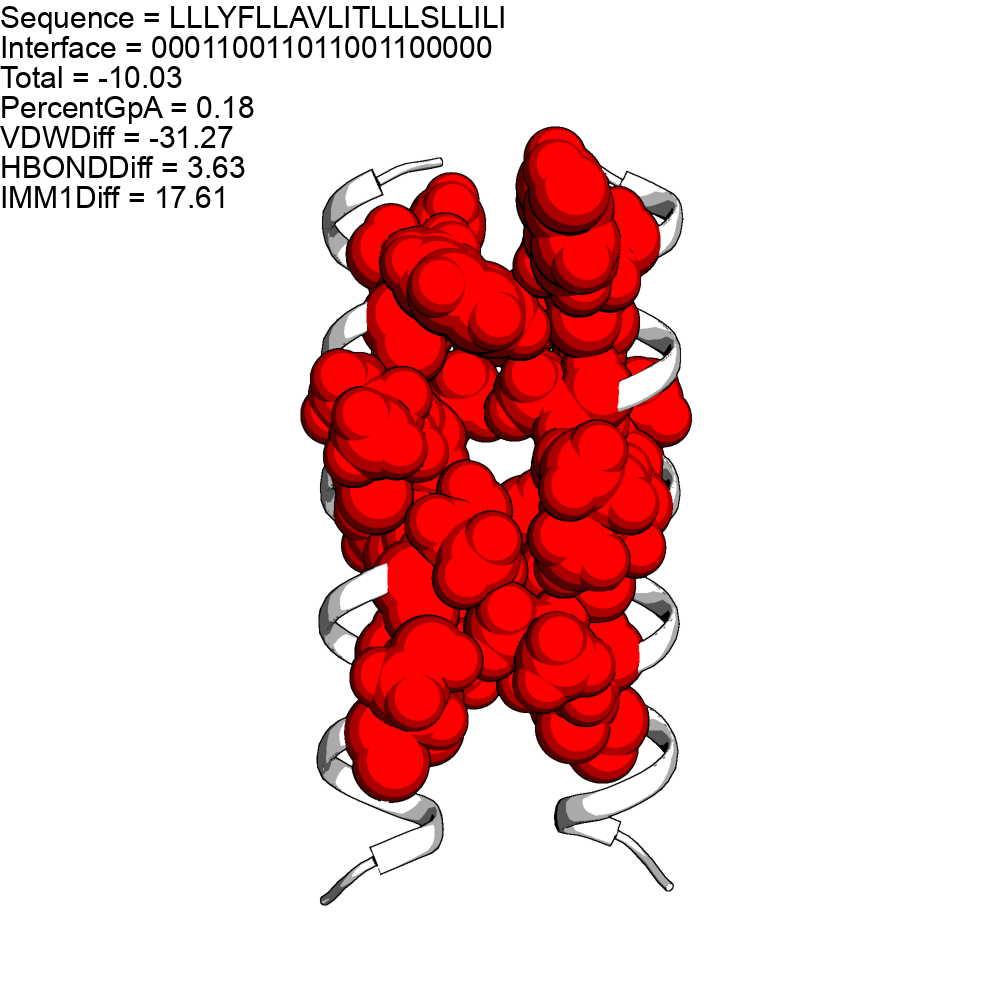 Sequence = LLLYFLLAVLITLLLSLLILI
Interface = 000110011011001100000
Total = -10.03
PercentGpA = 0.18
VDWDiff = -31.27
HBONDDiff = 3.63
IMM1Diff = 17.61